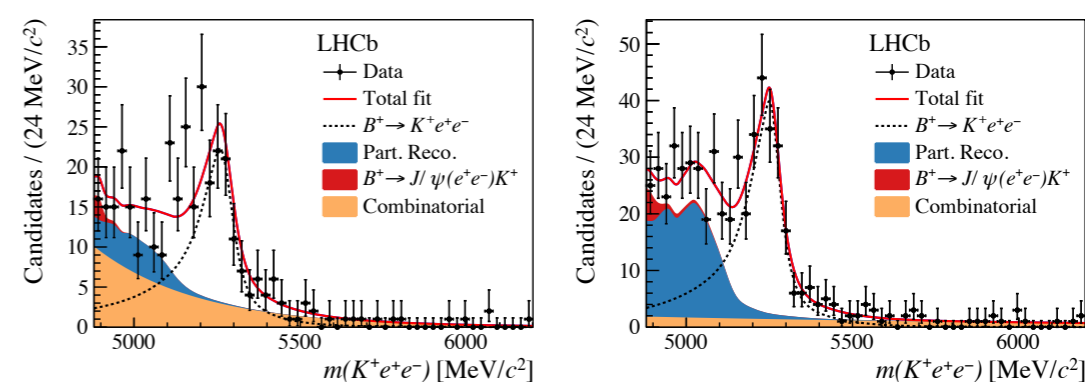 Candidates / (24 MeV/c²)
35
30
25
20
15
10
5
0
LHCb
Data
Total fit
B⁺→ K⁺e⁺e⁻
Part. Reco.
B⁺→ J/ψ(e⁺e⁻)K⁺
Combinatorial
5000 5500 6000
m(K⁺e⁺e⁻) [MeV/c²]
Candidates / (24 MeV/c²)
50
40
30
20
10
0
LHCb
Data
Total fit
B⁺→ K⁺e⁺e⁻
Part. Reco.
B⁺→ J/ψ(e⁺e⁻)K⁺
Combinatorial
5000 5500 6000
m(K⁺e⁺e⁻) [MeV/c²]